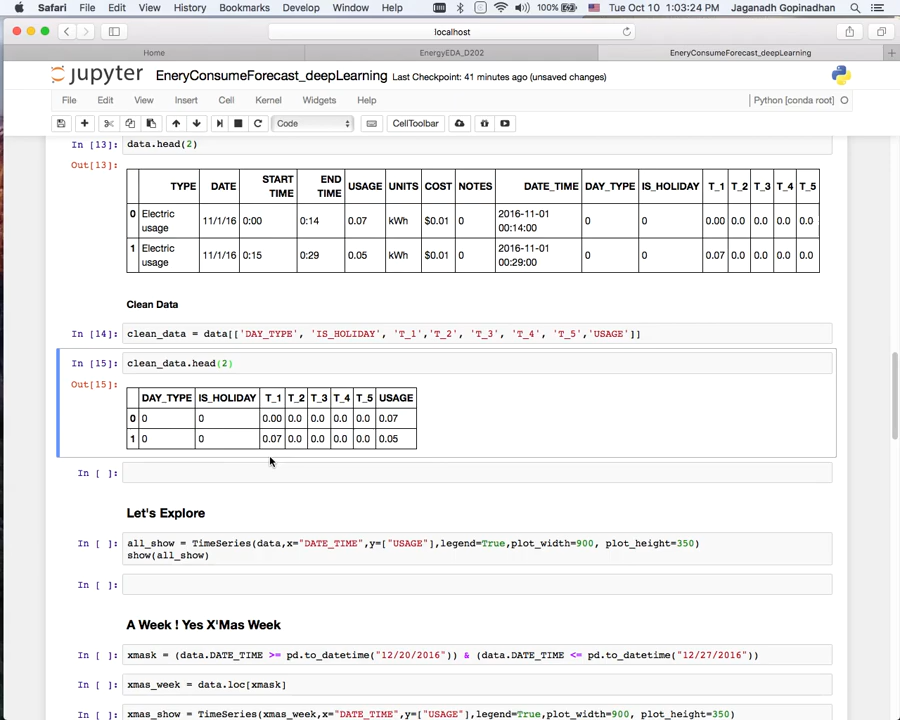 Safari File Edit View History Bookmarks Develop Window Help 100% Tue Oct 10 1:03:24 PM Jaganadh Gopinadhan
localhost
Home EnergyEDA_D202 EneryConsumeForecast_deepLearning
jupyter EneryConsumeForecast_deepLearning Last Checkpoint: 41 minutes ago (unsaved changes)
File Edit View Insert Cell Kernel Widgets Help Python [conda root]
Code CellToolbar
In [13]: data.head(2)
Out[13]:
TYPE DATE START TIME END TIME USAGE UNITS COST NOTES DATE_TIME DAY_TYPE IS_HOLIDAY T_1 T_2 T_3 T_4 T_5
0 Electric usage 11/1/16 0:00 0:14 0.07 kWh $0.01 0 2016-11-01 00:14:00 0 0 0.00 0.0 0.0 0.0 0.0
1 Electric usage 11/1/16 0:15 0:29 0.05 kWh $0.01 0 2016-11-01 00:29:00 0 0 0.07 0.0 0.0 0.0 0.0
Clean Data
In [14]: clean_data = data[['DAY_TYPE', 'IS_HOLIDAY', 'T_1','T_2', 'T_3', 'T_4', 'T_5','USAGE']]
In [15]: clean_data.head(2)
Out[15]:
DAY_TYPE IS_HOLIDAY T_1 T_2 T_3 T_4 T_5 USAGE
0 0 0 0.00 0.0 0.0 0.0 0.0 0.07
1 0 0 0.07 0.0 0.0 0.0 0.0 0.05
In [ ]:
Let's Explore
In [ ]: all_show = TimeSeries(data,x="DATE_TIME",y=["USAGE"],legend=True,plot_width=900, plot_height=350)
show(all_show)
In [ ]:
A Week ! Yes X'Mas Week
In [ ]: xmask = (data.DATE_TIME >= pd.to_datetime("12/20/2016")) & (data.DATE_TIME <= pd.to_datetime("12/27/2016"))
In [ ]: xmas_week = data.loc[xmask]
In [ ]: xmas_show = TimeSeries(xmas_week,x="DATE_TIME",y=["USAGE"],legend=True,plot_width=900, plot_height=350)